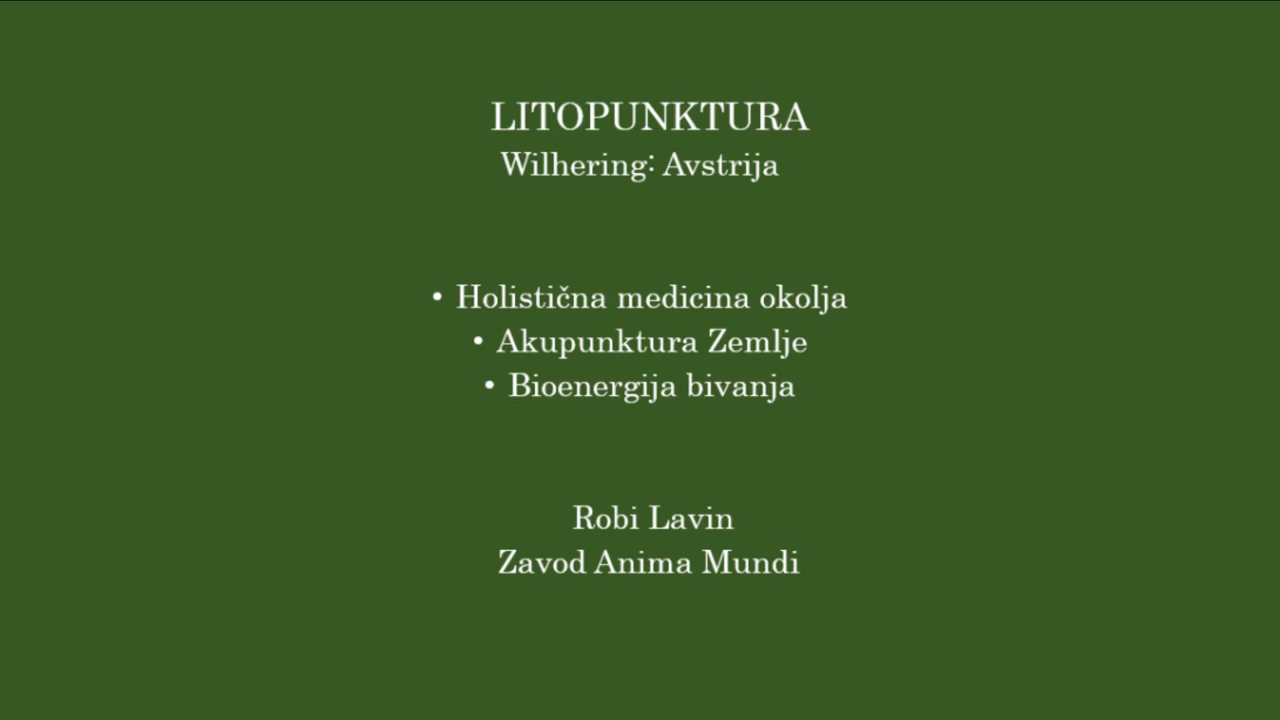 LITOPUNKTURA
Wilhering: Avstrija
• Holistična medicina okolja
• Akupunktura Zemlje
• Bioenergija bivanja
Robi Lavin
Zavod Anima Mundi